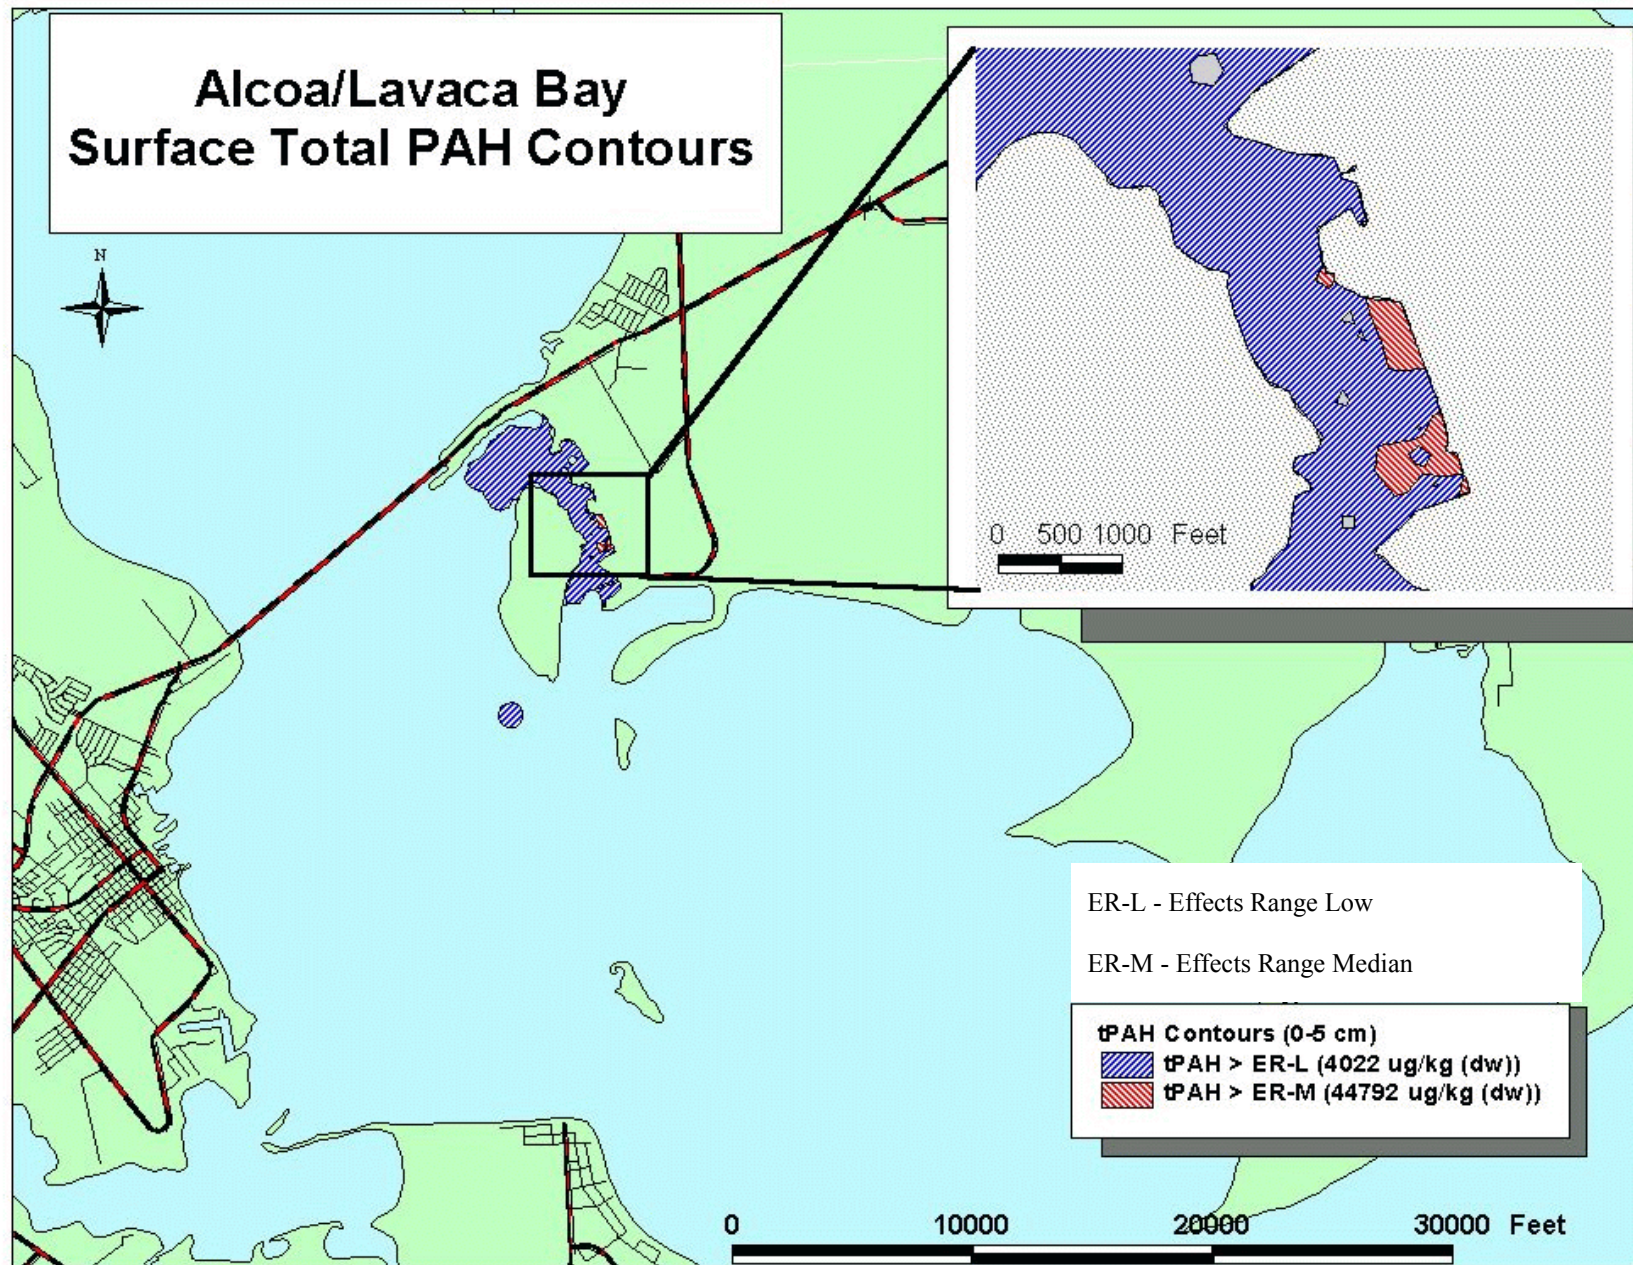 Alcoa/Lavaca Bay
Surface Total PAH Contours
N
0 500 1000 Feet
ER-L - Effects Range Low
ER-M - Effects Range Median
tPAH Contours (0-5 cm)
tPAH > ER-L (4022 ug/kg (dw))
tPAH > ER-M (44792 ug/kg (dw))
0 10000 20000 30000 Feet